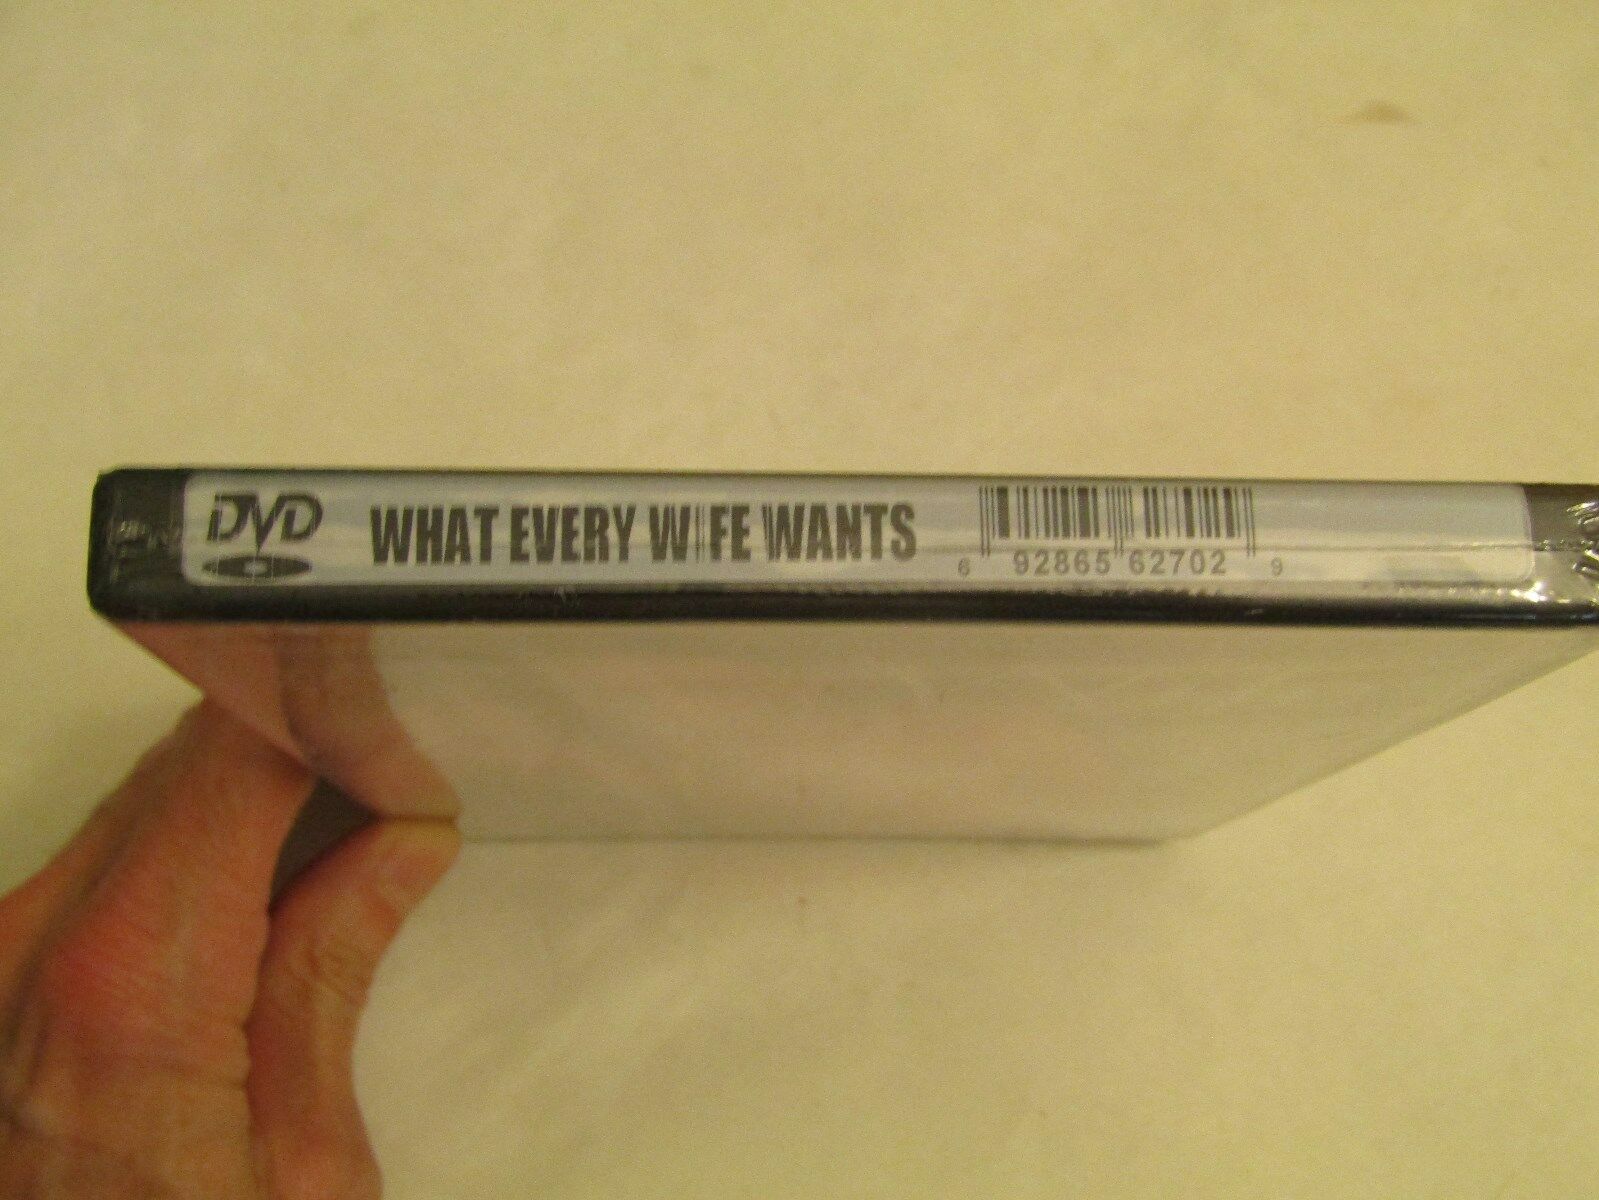 DVD
WHAT EVERY WIFE WANTS
6 92865 62702 9